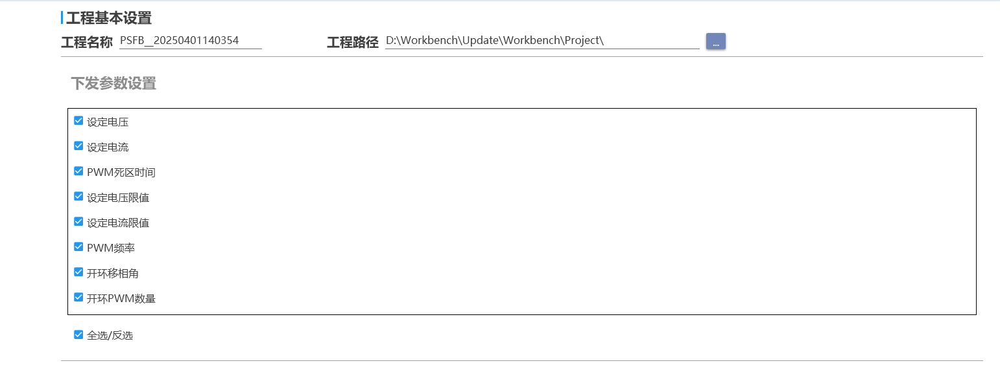 工程基本设置
工程名称 PSFB__20250401140354 工程路径 D:\Workbench\Update\Workbench\Project\ ...
下发参数设置
设定电压
设定电流
PWM死区时间
设定电压限值
设定电流限值
PWM频率
开环移相角
开环PWM数量
全选/反选